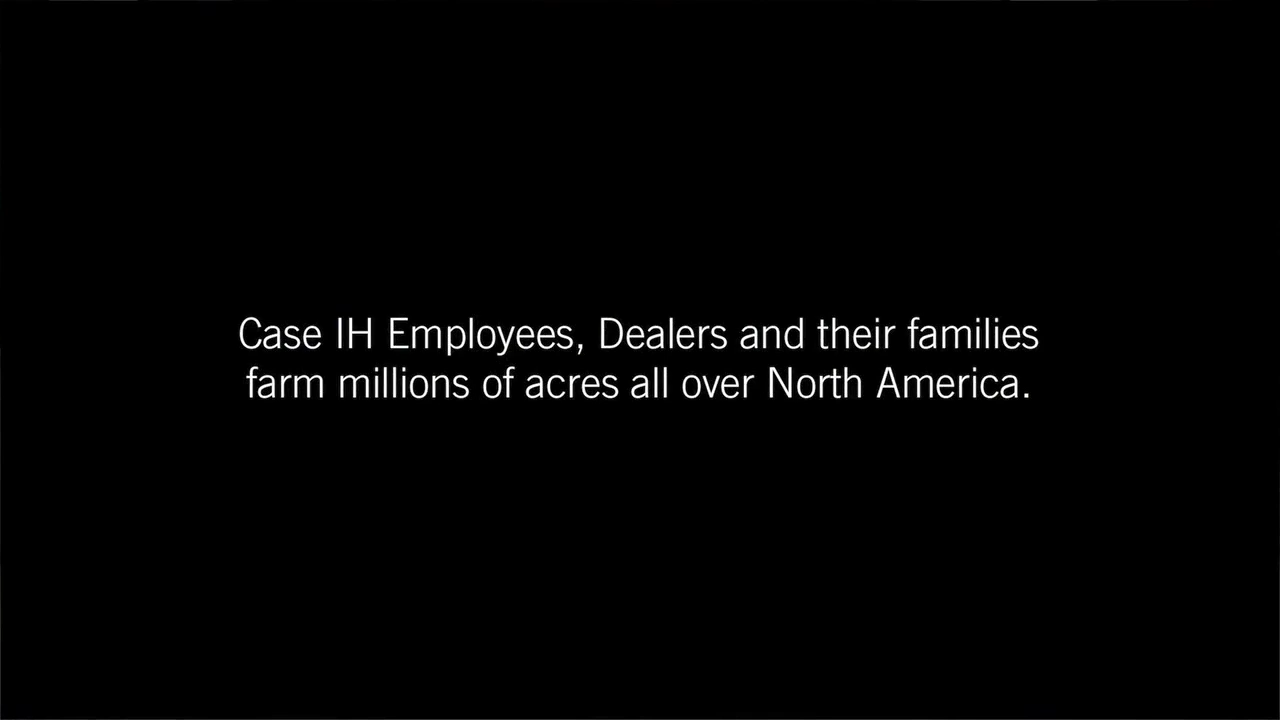 Case IH Employees, Dealers and their families
farm millions of acres all over North America.